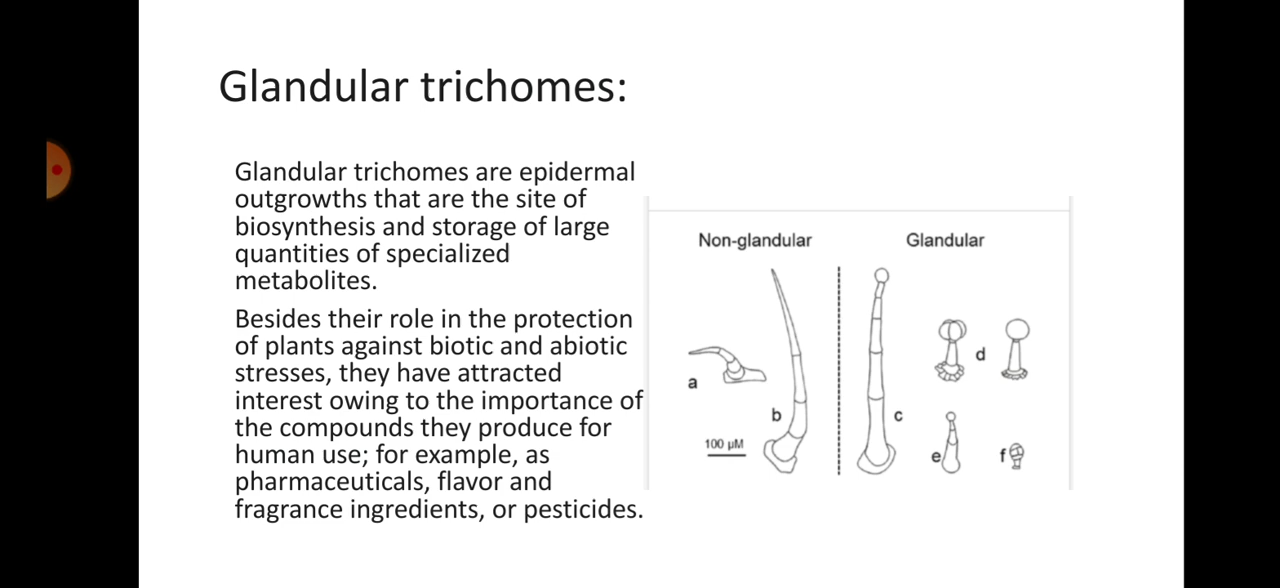 Glandular trichomes:
Glandular trichomes are epidermal
outgrowths that are the site of
biosynthesis and storage of large
quantities of specialized
metabolites.
Besides their role in the protection
of plants against biotic and abiotic
stresses, they have attracted
interest owing to the importance of
the compounds they produce for
human use; for example, as
pharmaceuticals, flavor and
fragrance ingredients, or pesticides.
Non-glandular
Glandular
a
b
100 µM
c
d
e
f